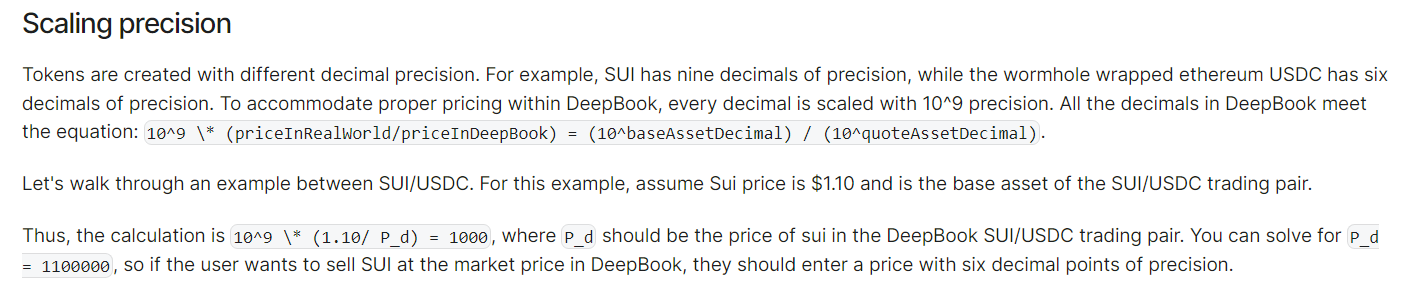 Scaling precision
Tokens are created with different decimal precision. For example, SUI has nine decimals of precision, while the wormhole wrapped ethereum USDC has six
decimals of precision. To accommodate proper pricing within DeepBook, every decimal is scaled with 10^9 precision. All the decimals in DeepBook meet
the equation: 10^9 \* (priceInRealWorld/priceInDeepBook) = (10^baseAssetDecimal) / (10^quoteAssetDecimal).
Let's walk through an example between SUI/USDC. For this example, assume Sui price is $1.10 and is the base asset of the SUI/USDC trading pair.
Thus, the calculation is 10^9 \* (1.10/ P_d) = 1000, where P_d should be the price of sui in the DeepBook SUI/USDC trading pair. You can solve for P_d
= 1100000, so if the user wants to sell SUI at the market price in DeepBook, they should enter a price with six decimal points of precision.